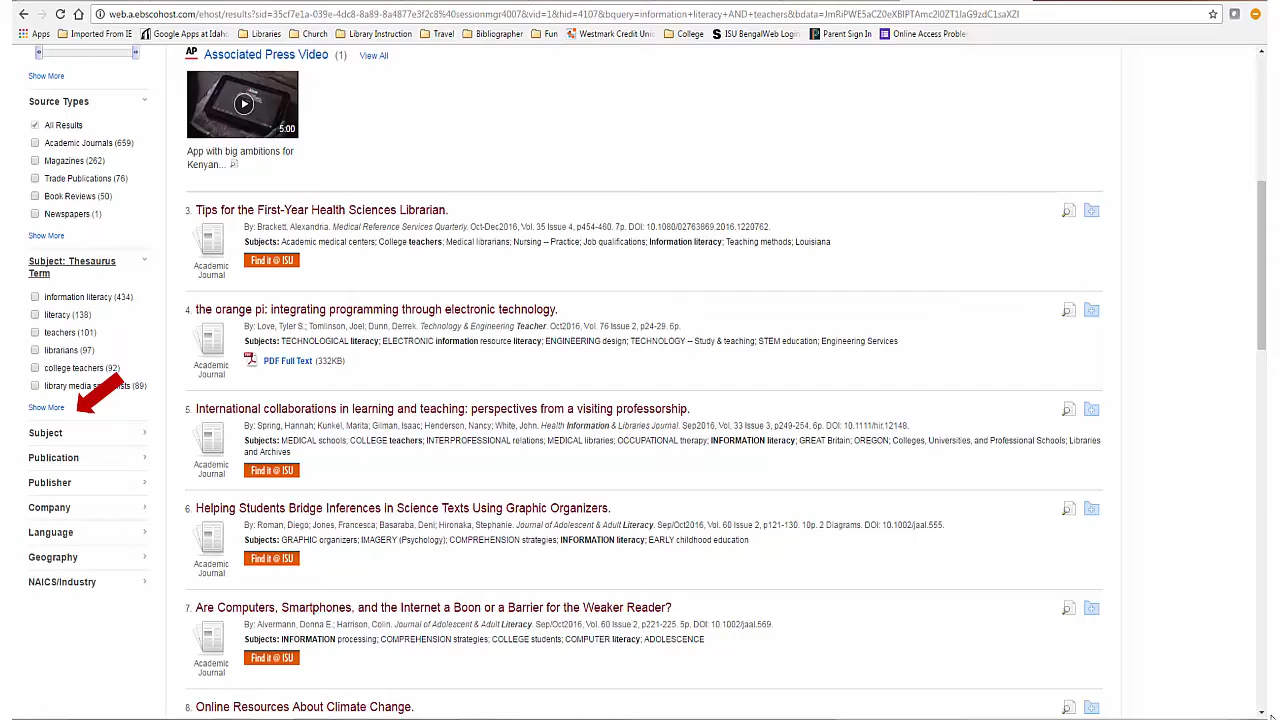 web.a.ebscohost.com/ehost/results?sid=35cf7e1a-039e-4dc8-8a89-8a4877e3f2c8%40sessionmgr4007&vid=1&hid=4107&bquery=information+literacy+AND+teachers&bdata=JmRiPWE5aCZ0eXBlPTAmc2l0ZT1laG9zdC1saXZl
Apps Imported From IE Google Apps at Idaho Libraries Church Library Instruction Travel Bibliographer Fun Westmark Credit Unic College ISU BengalWeb Login Parent Sign In Online Access Proble
Show More
Source Types
All Results
Academic Journals (659)
Magazines (262)
Trade Publications (76)
Book Reviews (50)
Newspapers (1)
Show More
Subject: Thesaurus
Term
information literacy (434)
literacy (138)
teachers (101)
librarians (97)
college teachers (92)
library media (89)
Show More
Subject
Publication
Publisher
Company
Language
Geography
NAICS/Industry
AP Associated Press Video (1) View All
5:00
App with big ambitions for
Kenyan...
3. Tips for the First-Year Health Sciences Librarian.
By: Brackett, Alexandria. Medical Reference Services Quarterly. Oct-Dec2016, Vol. 35 Issue 4, p454-460. 7p. DOI: 10.1080/02763869.2016.1220762.
Subjects: Academic medical centers; College teachers; Medical librarians; Nursing -- Practice; Job qualifications; Information literacy; Teaching methods; Louisiana
Find it @ ISU
Academic
Journal
4. the orange pi: integrating programming through electronic technology.
By: Love, Tyler S.; Tomlinson, Joel; Dunn, Derrek. Technology & Engineering Teacher. Oct2016, Vol. 76 Issue 2, p24-29. 6p.
Subjects: TECHNOLOGICAL literacy; ELECTRONIC information resource literacy; ENGINEERING design; TECHNOLOGY -- Study & teaching; STEM education; Engineering Services
PDF Full Text (332KB)
Academic
Journal
5. International collaborations in learning and teaching: perspectives from a visiting professorship.
By: Spring, Hannah; Kunkel, Marita; Gilman, Isaac; Henderson, Nancy; White, John. Health Information & Libraries Journal. Sep2016, Vol. 33 Issue 3, p249-254. 6p. DOI: 10.1111/hir.12148.
Subjects: MEDICAL schools; COLLEGE teachers; INTERPROFESSIONAL relations; MEDICAL libraries; OCCUPATIONAL therapy; INFORMATION literacy; GREAT Britain; OREGON; Colleges, Universities, and Professional Schools; Libraries
and Archives
Find it @ ISU
Academic
Journal
6. Helping Students Bridge Inferences in Science Texts Using Graphic Organizers.
By: Roman, Diego; Jones, Francesca; Basaraba, Deni; Hironaka, Stephanie. Journal of Adolescent & Adult Literacy. Sep/Oct2016, Vol. 60 Issue 2, p121-130. 10p. 2 Diagrams. DOI: 10.1002/jaal.555.
Subjects: GRAPHIC organizers; IMAGERY (Psychology); COMPREHENSION strategies; INFORMATION literacy; EARLY childhood education
Find it @ ISU
Academic
Journal
7. Are Computers, Smartphones, and the Internet a Boon or a Barrier for the Weaker Reader?
By: Alvermann, Donna E.; Harrison, Colin. Journal of Adolescent & Adult Literacy. Sep/Oct2016, Vol. 60 Issue 2, p221-225. 5p. DOI: 10.1002/jaal.569.
Subjects: INFORMATION processing; COMPREHENSION strategies; COLLEGE students; COMPUTER literacy; ADOLESCENCE
Find it @ ISU
Academic
Journal
8. Online Resources About Climate Change.